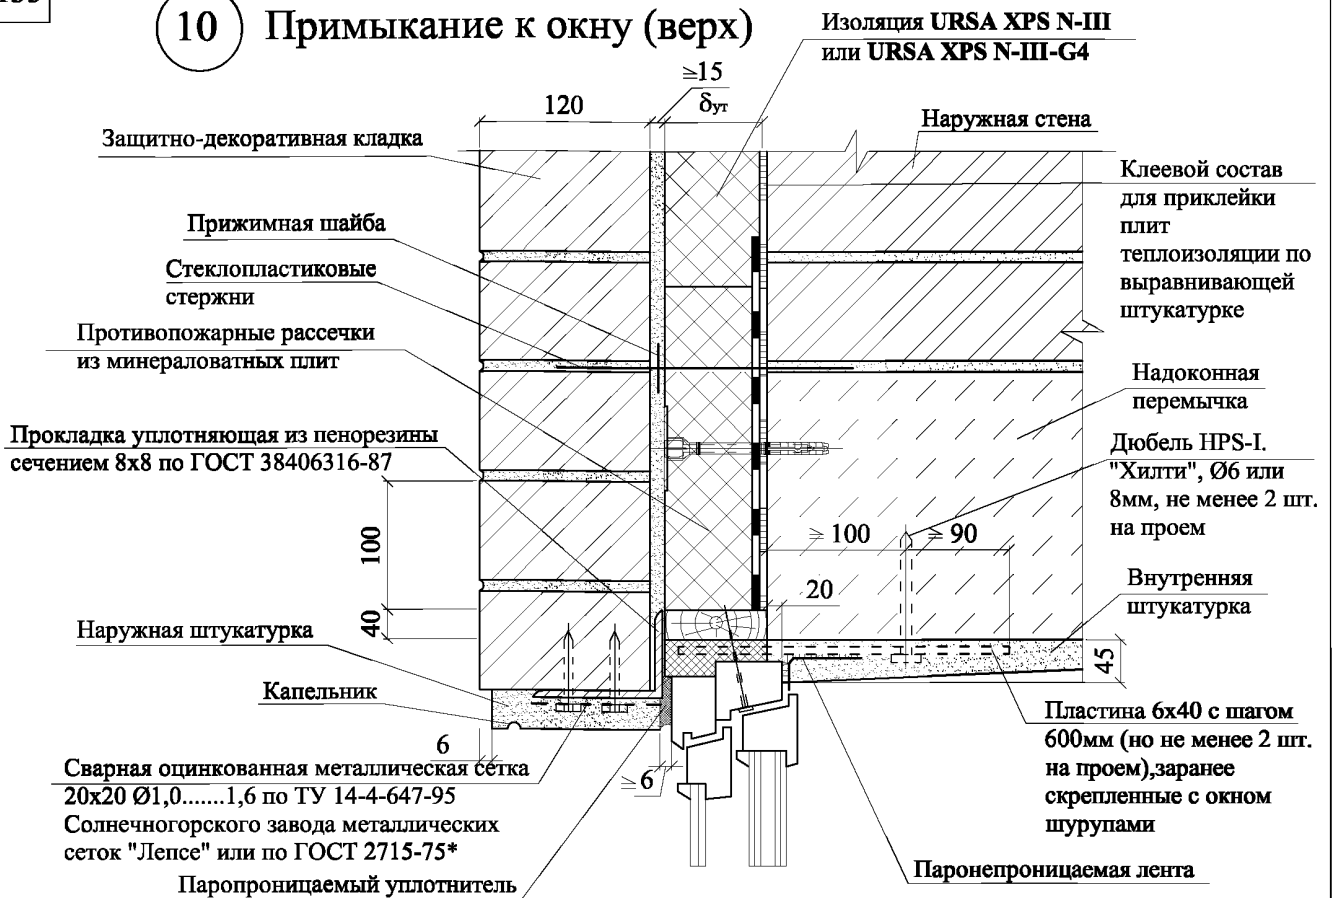 10 Примыкание к окну (верх)
Изоляция URSA XPS N-III
или URSA XPS N-III-G4
≥15
120
δут
Защитно-декоративная кладка
Наружная стена
Клеевой состав
для приклейки
плит
теплоизоляции по
выравнивающей
штукатурке
Прижимная шайба
Стеклопластиковые
стержни
Противопожарные рассечки
из минераловатных плит
Надоконная
перемычка
Прокладка уплотняющая из пенорезины
сечением 8х8 по ГОСТ 38406316-87
Дюбель HPS-I.
"Хилти", Ø6 или
8мм, не менее 2 шт.
на проем
100
≥ 100
≥ 90
20
40
Внутренняя
штукатурка
Наружная штукатурка
45
Капельник
6
≥ 6
Пластина 6х40 с шагом
600мм (но не менее 2 шт.
на проем),заранее
скрепленные с окном
шурупами
Сварная оцинкованная металлическая сетка
20х20 Ø1,0.......1,6 по ТУ 14-4-647-95
Солнечногорского завода металлических
сеток "Лепсе" или по ГОСТ 2715-75*
Паропроницаемый уплотнитель
Паронепроницаемая лента